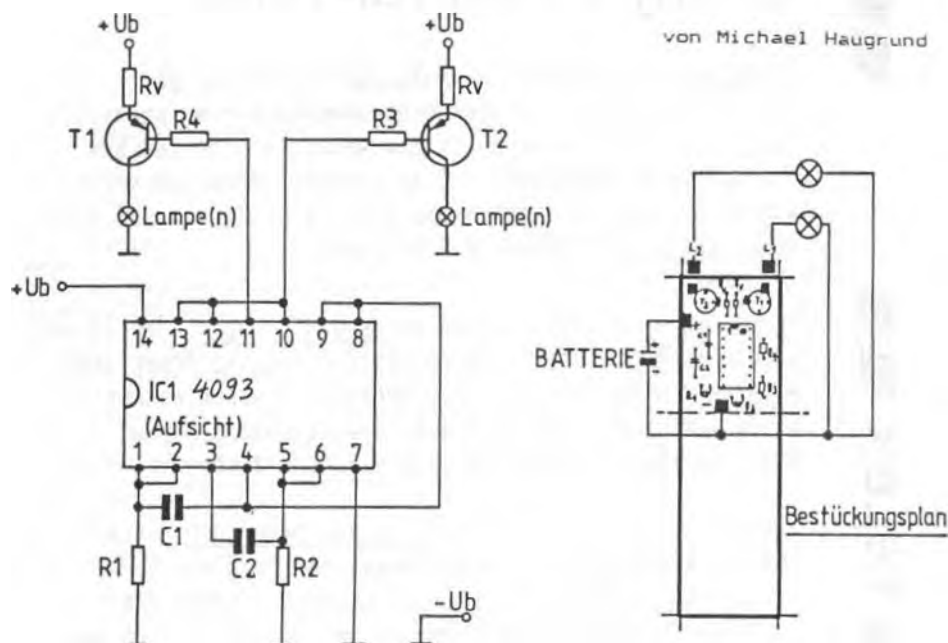 +Ub
+Ub
von Michael Haugrund
Rv
Rv
T1
R4
R3
T2
Lampe(n)
Lampe(n)
+Ub
14 13 12 11 10 9 8
IC1 4093
(Aufsicht)
1 2 3 4 5 6 7
C1
C2
R1
R2
-Ub
L2
L1
BATTERIE
+
+
-
Bestückungsplan